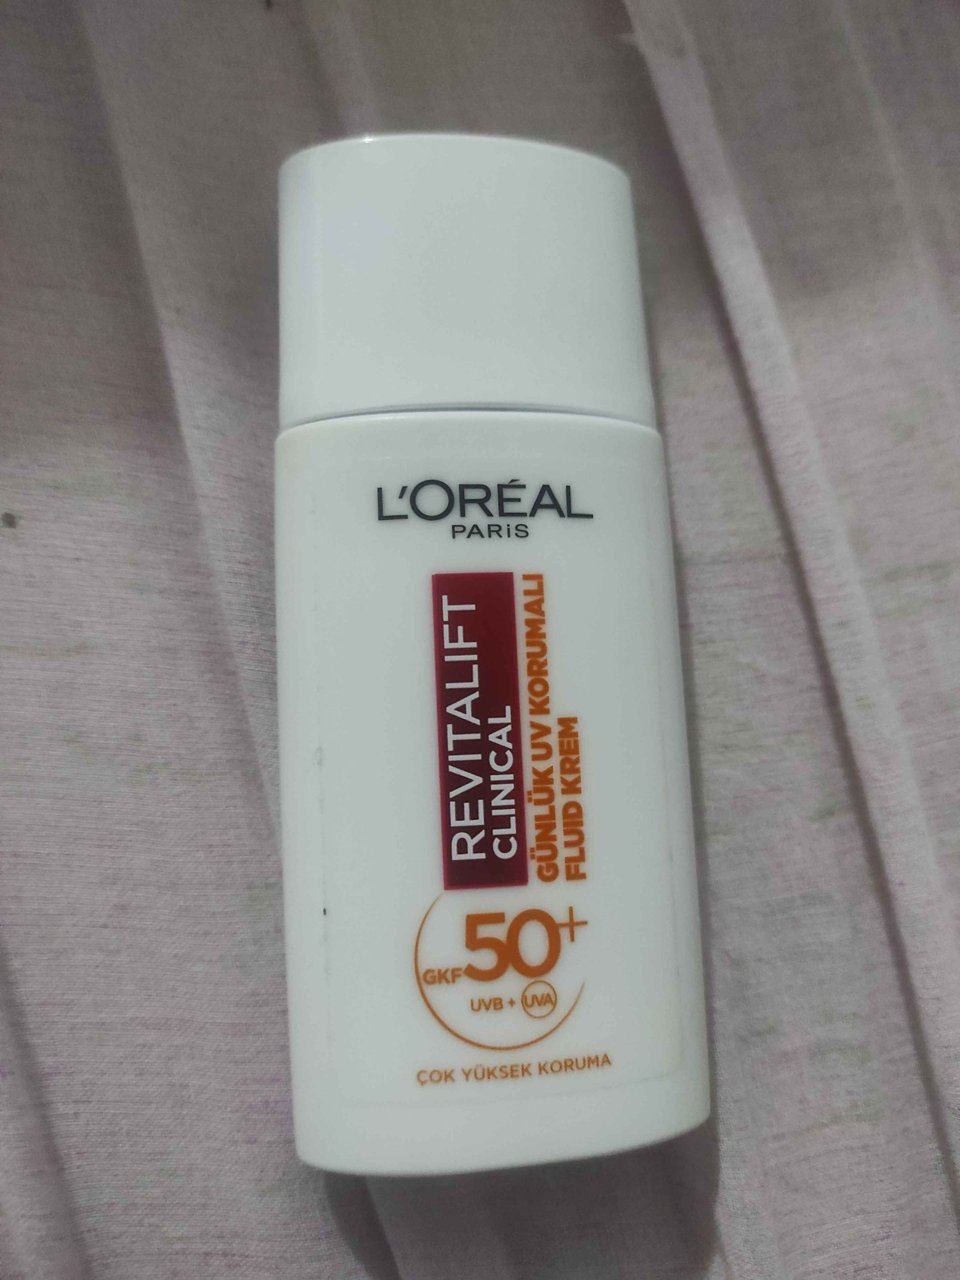 L'ORÉAL
PARiS
REVITALIFT
CLINICAL
GÜNLÜK UV KORUMALI
FLUID KREM
GKF 50+
UVB + UVA
ÇOK YÜKSEK KORUMA